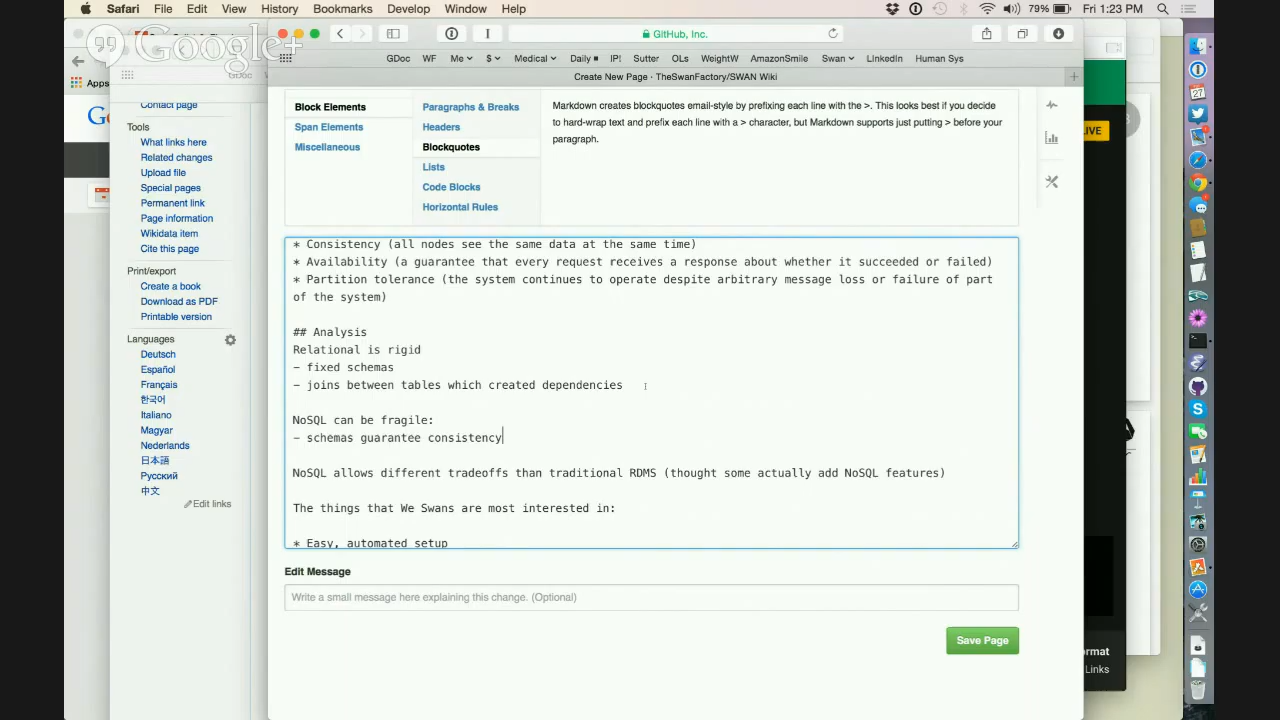 Safari File Edit View History Bookmarks Develop Window Help
79% Fri 1:23 PM
Google+
GitHub, Inc.
GDoc WF Me $ Medical Daily IP! Sutter OLs WeightW AmazonSmile Swan LinkedIn Human Sys
Create New Page · TheSwanFactory/SWAN Wiki
Apps
Contact page
Tools
What links here
Related changes
Upload file
Special pages
Permanent link
Page information
Wikidata item
Cite this page
Print/export
Create a book
Download as PDF
Printable version
Languages
Deutsch
Español
Français
한국어
Italiano
Magyar
Nederlands
日本語
Русский
中文
Edit links
Block Elements
Span Elements
Miscellaneous
Paragraphs & Breaks
Headers
Blockquotes
Lists
Code Blocks
Horizontal Rules
Markdown creates blockquotes email-style by prefixing each line with the >. This looks best if you decide
to hard-wrap text and prefix each line with a > character, but Markdown supports just putting > before your
paragraph.
* Consistency (all nodes see the same data at the same time)
* Availability (a guarantee that every request receives a response about whether it succeeded or failed)
* Partition tolerance (the system continues to operate despite arbitrary message loss or failure of part
of the system)
## Analysis
Relational is rigid
- fixed schemas
- joins between tables which created dependencies
NoSQL can be fragile:
- schemas guarantee consistency
NoSQL allows different tradeoffs than traditional RDMS (thought some actually add NoSQL features)
The things that We Swans are most interested in:
* Easy, automated setup
Edit Message
Write a small message here explaining this change. (Optional)
Save Page
LIVE
rmat
Links